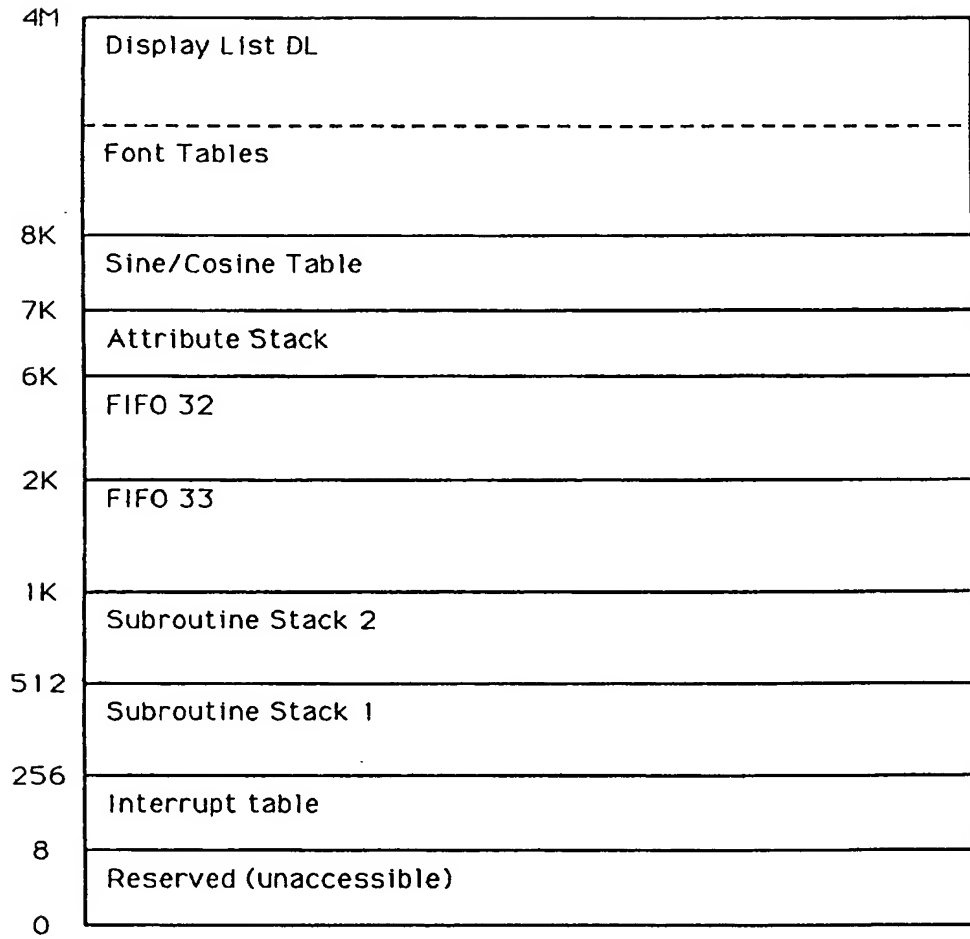 4M
Display List DL
Font Tables
8K
Sine/Cosine Table
7K
Attribute Stack
6K
FIFO 32
2K
FIFO 33
1K
Subroutine Stack 2
512
Subroutine Stack 1
256
Interrupt table
8
Reserved (unaccessible)
0